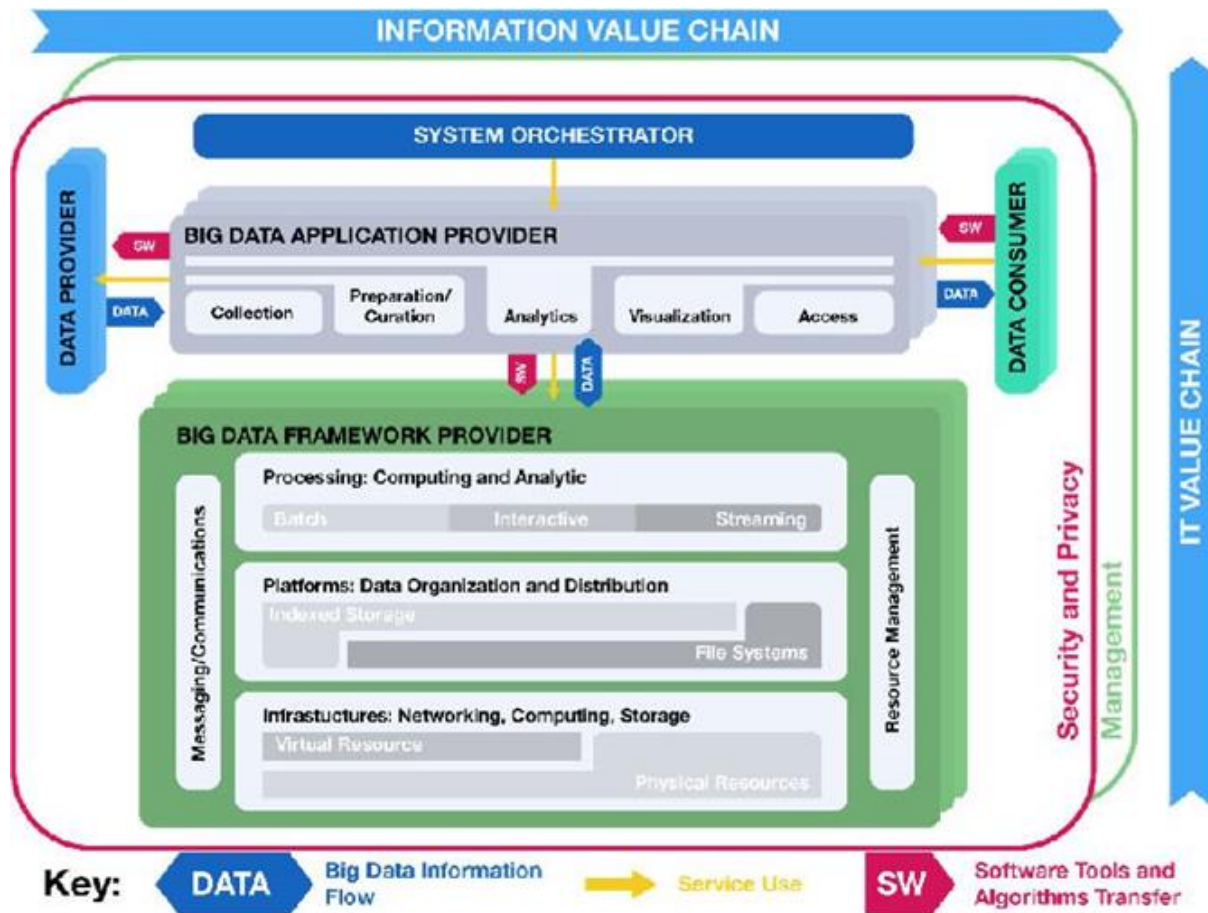 INFORMATION VALUE CHAIN
SYSTEM ORCHESTRATOR
DATA PROVIDER
SW
DATA
BIG DATA APPLICATION PROVIDER
Collection
Preparation/
Curation
Analytics
Visualization
Access
SW
DATA
DATA CONSUMER
SW
DATA
BIG DATA FRAMEWORK PROVIDER
Messaging/Communications
Processing: Computing and Analytic
Batch
Interactive
Streaming
Platforms: Data Organization and Distribution
Indexed Storage
File Systems
Infrastuctures: Networking, Computing, Storage
Virtual Resource
Physical Resources
Resource Management
Security and Privacy
Management
IT VALUE CHAIN
Key:
DATA
Big Data Information
Flow
Service Use
SW
Software Tools and
Algorithms Transfer